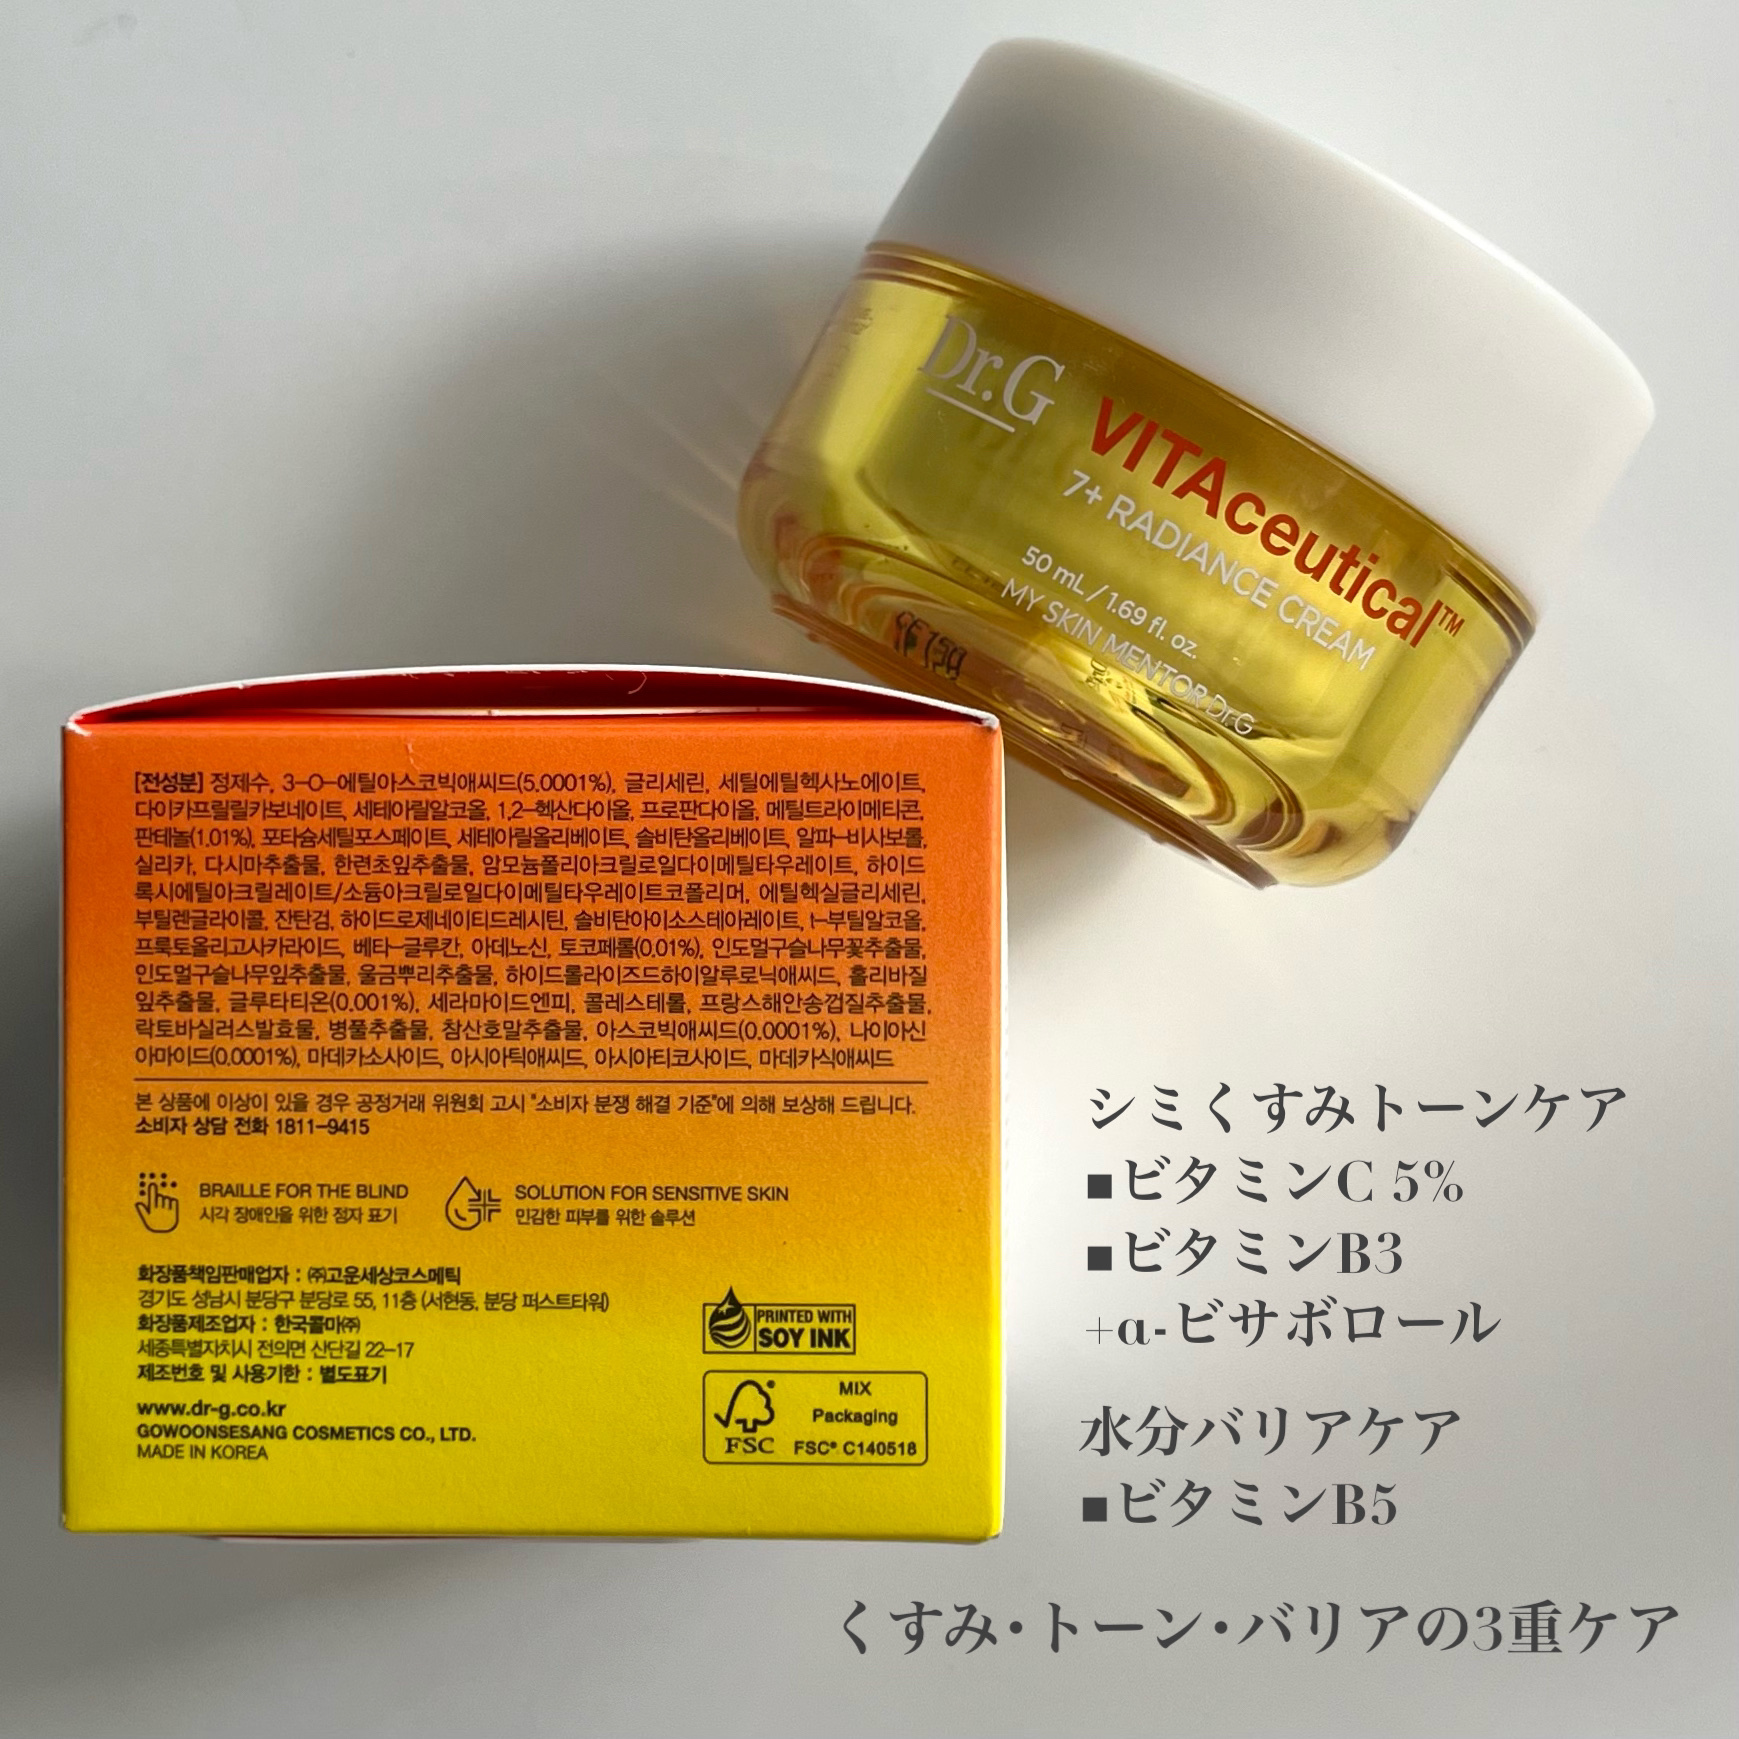 Dr.G
VITAceutical™
7+ RADIANCE CREAM
50 mL / 1.69 fl. oz.
MY SKIN MENTOR Dr.G
[전성분] 정제수, 3-O-에틸아스코빅애씨드(5.0001%), 글리세린, 세틸에틸헥사노에이트,
다이카프릴릴카보네이트, 세테아릴알코올, 1,2-헥산다이올, 프로판다이올, 메틸트라이메티콘,
판테놀(1.01%), 포타슘세틸포스페이트, 세테아릴올리베이트, 솔비탄올리베이트, 알파-비사보롤,
실리카, 다시마추출물, 한련초잎추출물, 암모늄폴리아크릴로일다이메틸타우레이트, 하이드
록시에틸아크릴레이트/소듐아크릴로일다이메틸타우레이트코폴리머, 에틸헥실글리세린,
부틸렌글라이콜, 잔탄검, 하이드로제네이티드레시틴, 솔비탄아이소스테아레이트, t-부틸알코올,
프룩토올리고사카라이드, 베타-글루칸, 아데노신, 토코페롤(0.01%), 인도멀구슬나무꽃추출물,
인도멀구슬나무잎추출물, 울금뿌리추출물, 하이드롤라이즈드하이알루로닉애씨드, 홀리바질
잎추출물, 글루타티온(0.001%), 세라마이드엔피, 콜레스테롤, 프랑스해안송껍질추출물,
락토바실러스발효물, 병풀추출물, 참산호말추출물, 아스코빅애씨드(0.0001%), 나이아신
아마이드(0.0001%), 마데카소사이드, 아시아틱애씨드, 아시아티코사이드, 마데카식애씨드
본 상품에 이상이 있을 경우 공정거래 위원회 고시 "소비자 분쟁 해결 기준"에 의해 보상해 드립니다.
소비자 상담 전화 1811-9415
BRAILLE FOR THE BLIND
시각 장애인을 위한 점자 표기
SOLUTION FOR SENSITIVE SKIN
민감한 피부를 위한 솔루션
화장품책임판매업자 : ㈜고운세상코스메틱
경기도 성남시 분당구 분당로 55, 11층 (서현동, 분당 퍼스트타워)
화장품제조업자 : 한국콜마㈜
세종특별자치시 전의면 산단길 22-17
제조번호 및 사용기한 : 별도표기
www.dr-g.co.kr
GOWOONSESANG COSMETICS CO., LTD.
MADE IN KOREA
PRINTED WITH
SOY INK
FSC
MIX
Packaging
FSC® C140518
シミくすみトーンケア
■ビタミンC 5%
■ビタミンB3
+α-ビサボロール
水分バリアケア
■ビタミンB5
くすみ・トーン・バリアの3重ケア